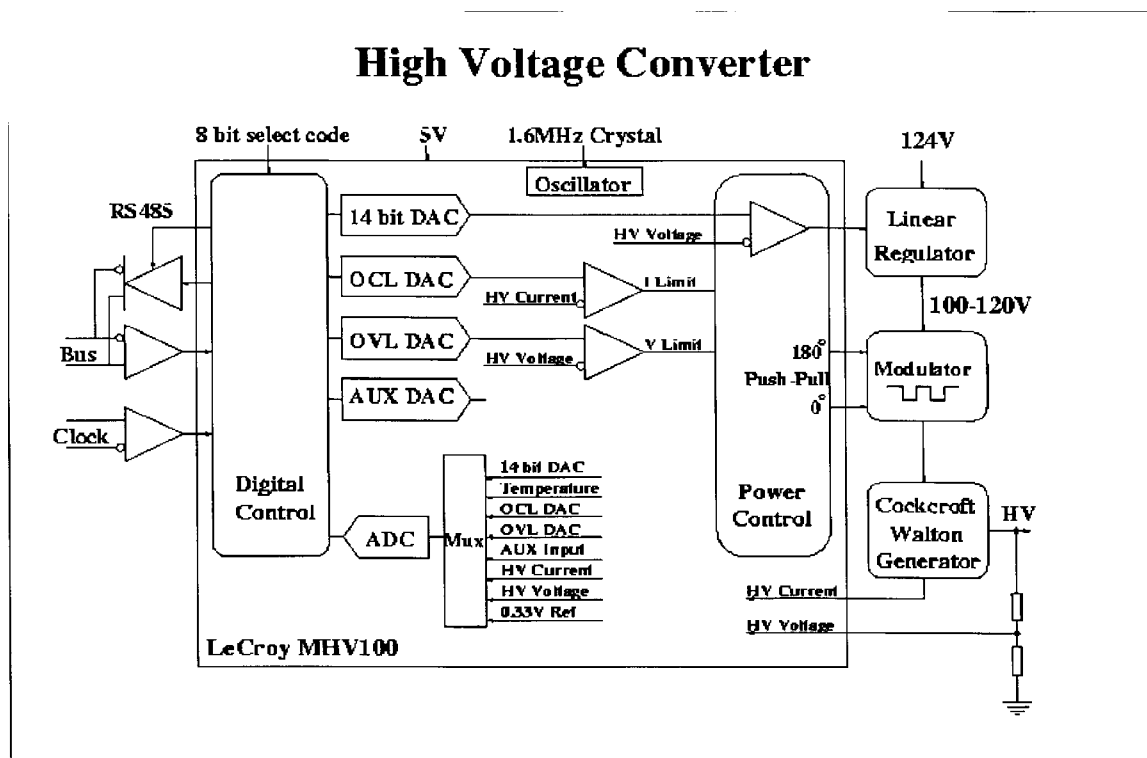 High Voltage Converter
8 bit select code
5V
1.6MHz Crystal
124V
Oscillator
RS485
14 bit DAC
HV Voltage
Linear
Regulator
OCL DAC
HV Current
I Limit
100-120V
OVL DAC
HV Voltage
V Limit
Bus
180°
Push-Pull
0°
Modulator
AUX DAC
Clock
Digital
Control
ADC
Mux
14 bit DAC
Temperature
OCL DAC
OVL DAC
AUX Input
HV Current
HV Voltage
0.33V Ref
Power
Control
Cockcroft
Walton
Generator
HV
HV Current
HV Voltage
LeCroy MHV100